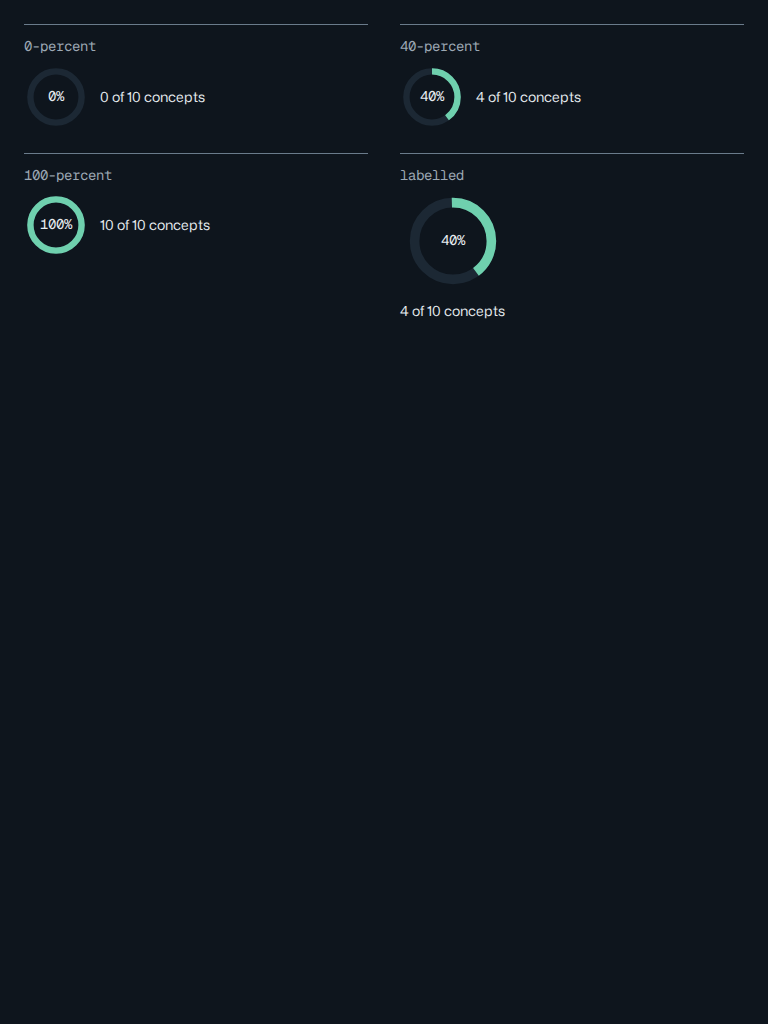 0-percent
0%
0 of 10 concepts
40-percent
40%
4 of 10 concepts
100-percent
100%
10 of 10 concepts
labelled
40%
4 of 10 concepts